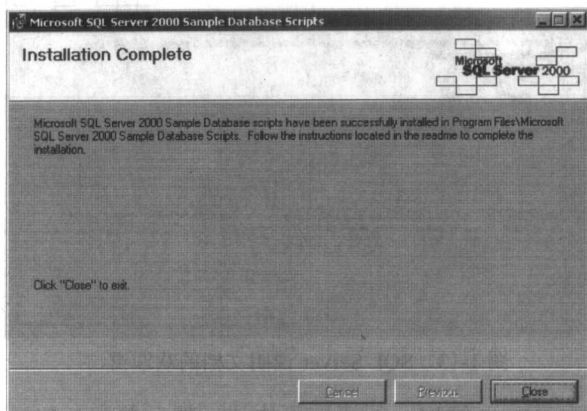 Microsoft SQL Server 2000 Sample Database Scripts
Installation Complete
Microsoft
SQL Server 2000
Microsoft SQL Server 2000 Sample Database scripts have been successfully installed in Program Files\Microsoft
SQL Server 2000 Sample Database Scripts. Follow the instructions located in the readme to complete the
installation.
Click "Close" to exit.
Cancel
Previous
Close